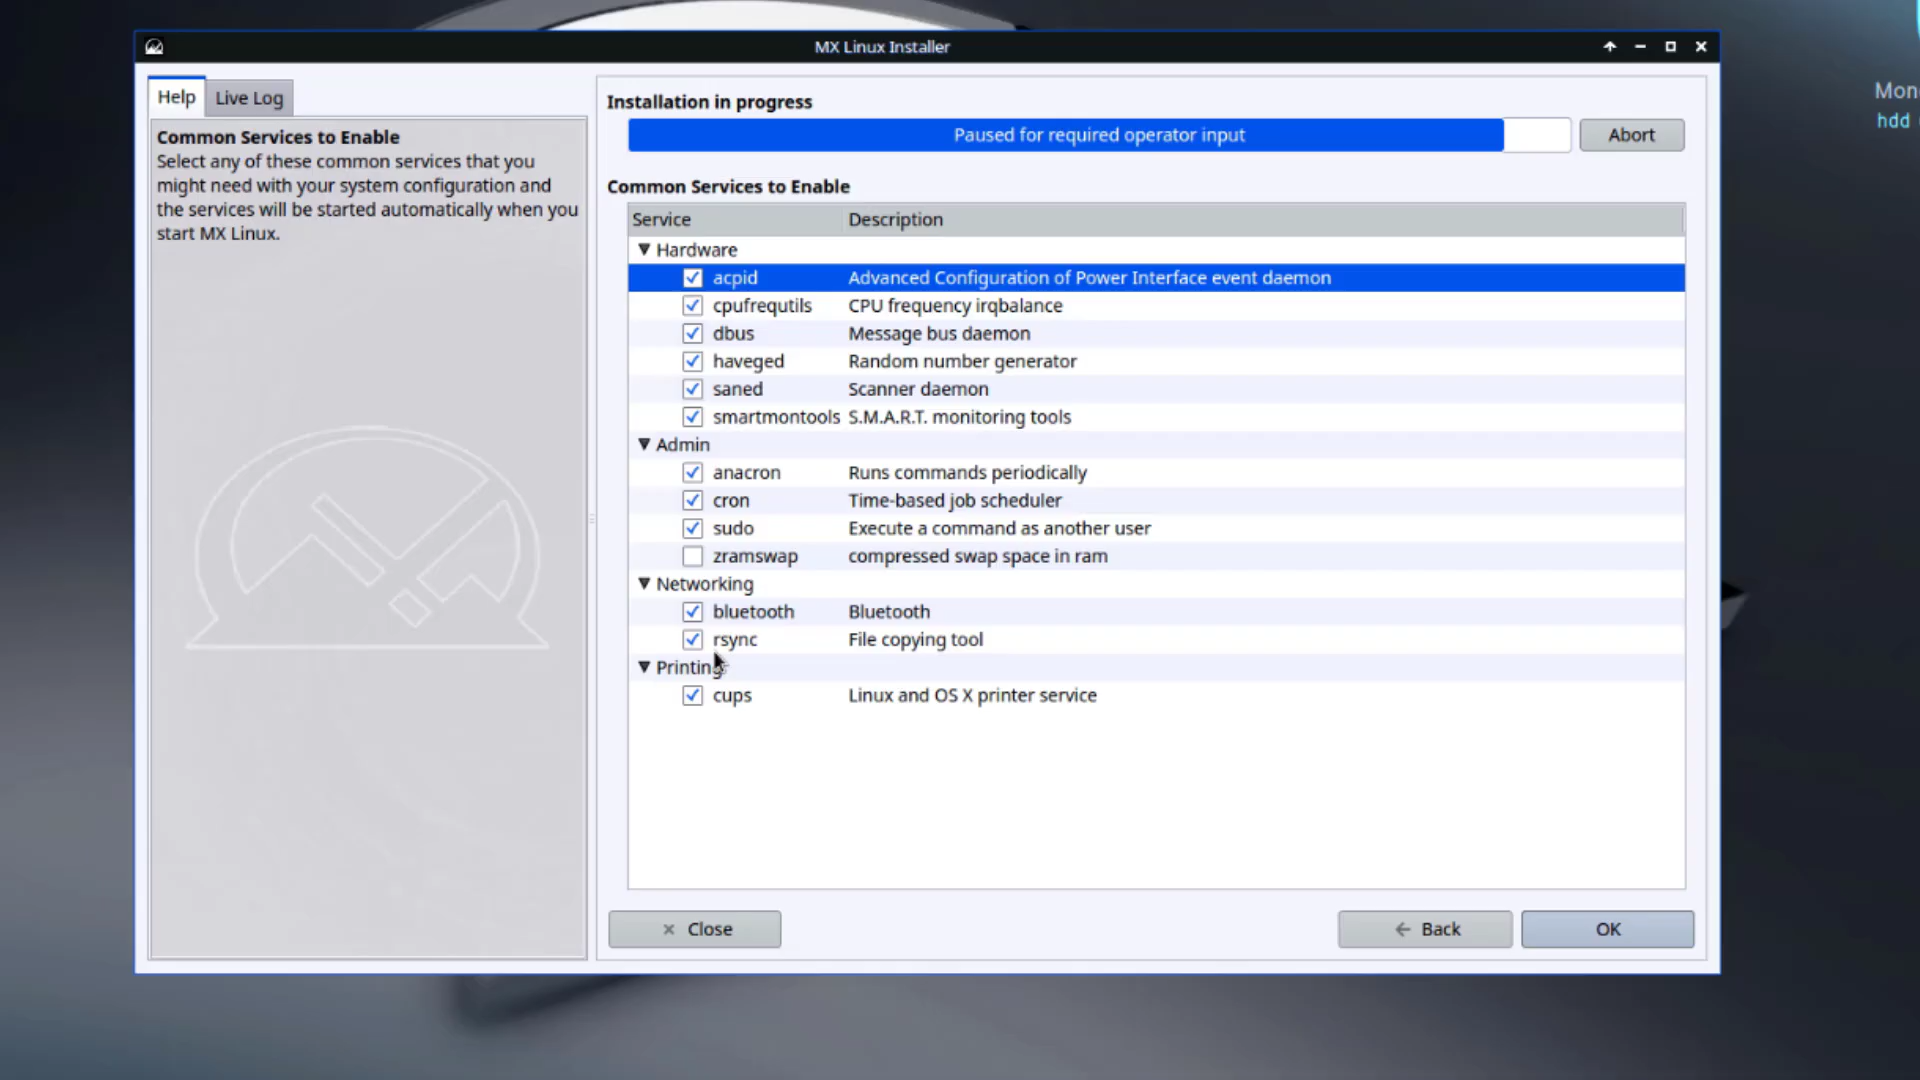 MX Linux Installer
Help
Live Log
Common Services to Enable
Select any of these common services that you
might need with your system configuration and
the services will be started automatically when you
start MX Linux.
Installation in progress
Paused for required operator input
Abort
Common Services to Enable
Service Description
Hardware
acpid Advanced Configuration of Power Interface event daemon
cpufrequtils CPU frequency irqbalance
dbus Message bus daemon
haveged Random number generator
saned Scanner daemon
smartmontools S.M.A.R.T. monitoring tools
Admin
anacron Runs commands periodically
cron Time-based job scheduler
sudo Execute a command as another user
zramswap compressed swap space in ram
Networking
bluetooth Bluetooth
rsync File copying tool
Printing
cups Linux and OS X printer service
Close
Back
OK
Mon
hdd